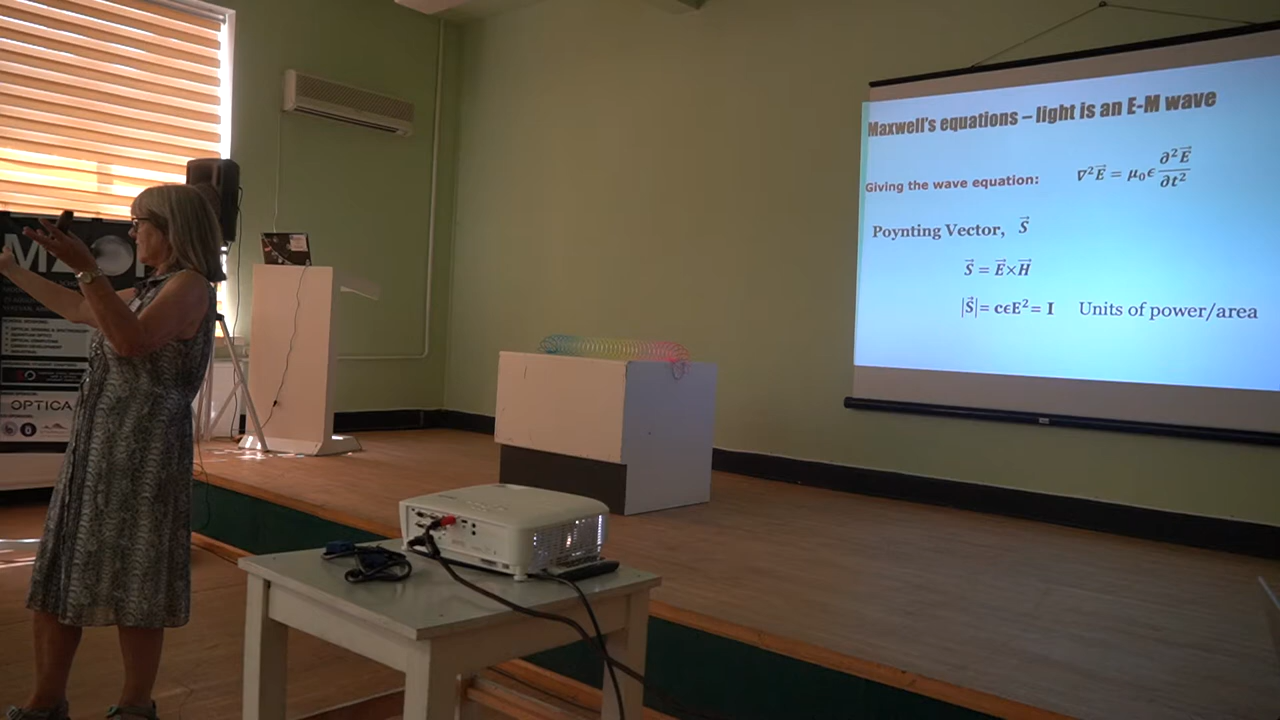 Maxwell's equations – light is an E-M wave
Giving the wave equation: ∇²E⃗ = μ₀ϵ ∂²E⃗/∂t²
Poynting Vector, S⃗
S⃗ = E⃗×H⃗
|S⃗|= cϵE²= I Units of power/area
OPTICA